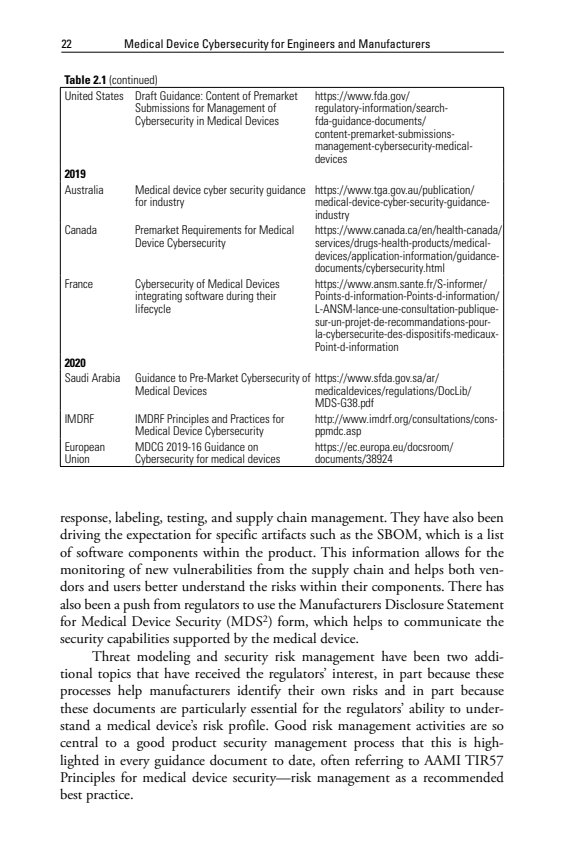 22 Medical Device Cybersecurity for Engineers and Manufacturers
Table 2.1 (continued)
United States Draft Guidance: Content of Premarket https://www.fda.gov/
Submissions for Management of regulatory-information/search-
Cybersecurity in Medical Devices fda-guidance-documents/
content-premarket-submissions-
management-cybersecurity-medical-
devices
2019
Australia Medical device cyber security guidance https://www.tga.gov.au/publication/
for industry medical-device-cyber-security-guidance-
industry
Canada Premarket Requirements for Medical https://www.canada.ca/en/health-canada/
Device Cybersecurity services/drugs-health-products/medical-
devices/application-information/guidance-
documents/cybersecurity.html
France Cybersecurity of Medical Devices https://www.ansm.sante.fr/S-informer/
integrating software during their Points-d-information-Points-d-information/
lifecycle L-ANSM-lance-une-consultation-publique-
sur-un-projet-de-recommandations-pour-
la-cybersecurite-des-dispositifs-medicaux-
Point-d-information
2020
Saudi Arabia Guidance to Pre-Market Cybersecurity of https://www.sfda.gov.sa/ar/
Medical Devices medicaldevices/regulations/DocLib/
MDS-G38.pdf
IMDRF IMDRF Principles and Practices for http://www.imdrf.org/consultations/cons-
Medical Device Cybersecurity ppmdc.asp
European MDCG 2019-16 Guidance on https://ec.europa.eu/docsroom/
Union Cybersecurity for medical devices documents/38924
response, labeling, testing, and supply chain management. They have also been
driving the expectation for specific artifacts such as the SBOM, which is a list
of software components within the product. This information allows for the
monitoring of new vulnerabilities from the supply chain and helps both ven-
dors and users better understand the risks within their components. There has
also been a push from regulators to use the Manufacturers Disclosure Statement
for Medical Device Security (MDS²) form, which helps to communicate the
security capabilities supported by the medical device.
Threat modeling and security risk management have been two addi-
tional topics that have received the regulators' interest, in part because these
processes help manufacturers identify their own risks and in part because
these documents are particularly essential for the regulators' ability to under-
stand a medical device's risk profile. Good risk management activities are so
central to a good product security management process that this is high-
lighted in every guidance document to date, often referring to AAMI TIR57
Principles for medical device security—risk management as a recommended
best practice.